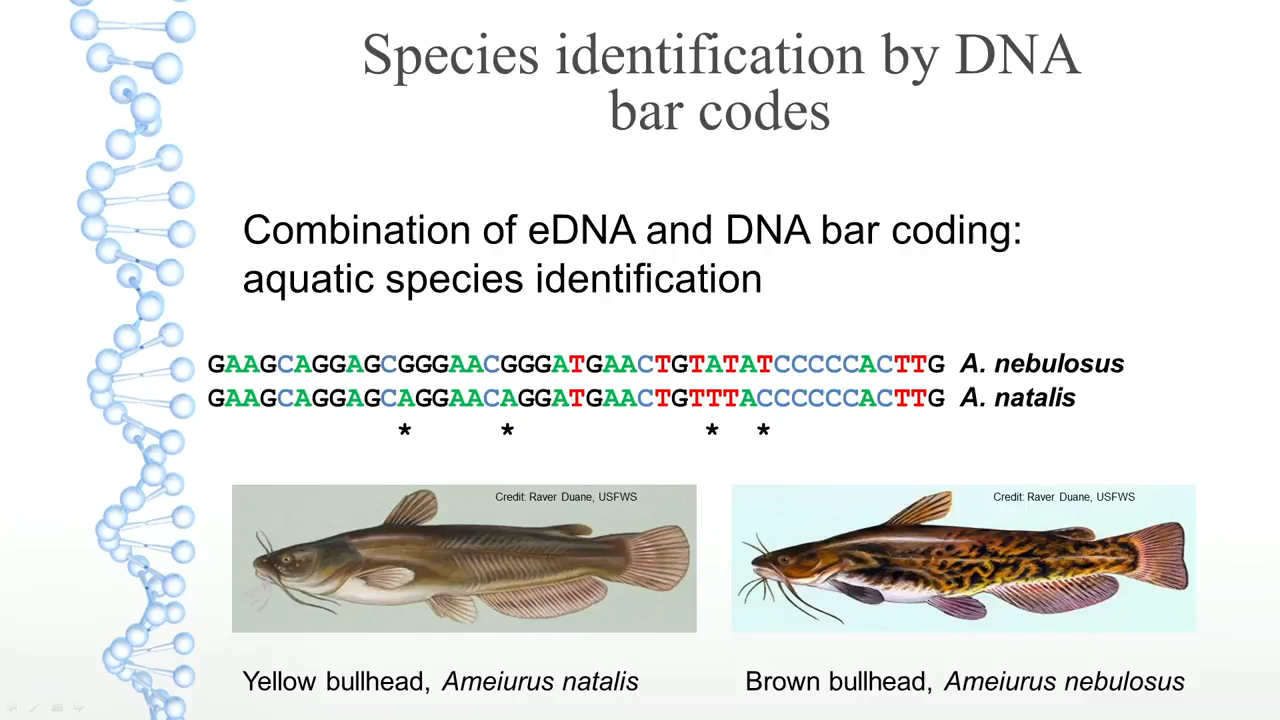 Species identification by DNA
bar codes
Combination of eDNA and DNA bar coding:
aquatic species identification
GAAGCAGGAGCGGGAACGGGATGAACTGTATATCCCCCACTTG A. nebulosus
GAAGCAGGAGCAGGAACAGGATGAACTGTTTACCCCCCACTTG A. natalis
* * * *
Credit: Raver Duane, USFWS
Credit: Raver Duane, USFWS
Yellow bullhead, Ameiurus natalis
Brown bullhead, Ameiurus nebulosus